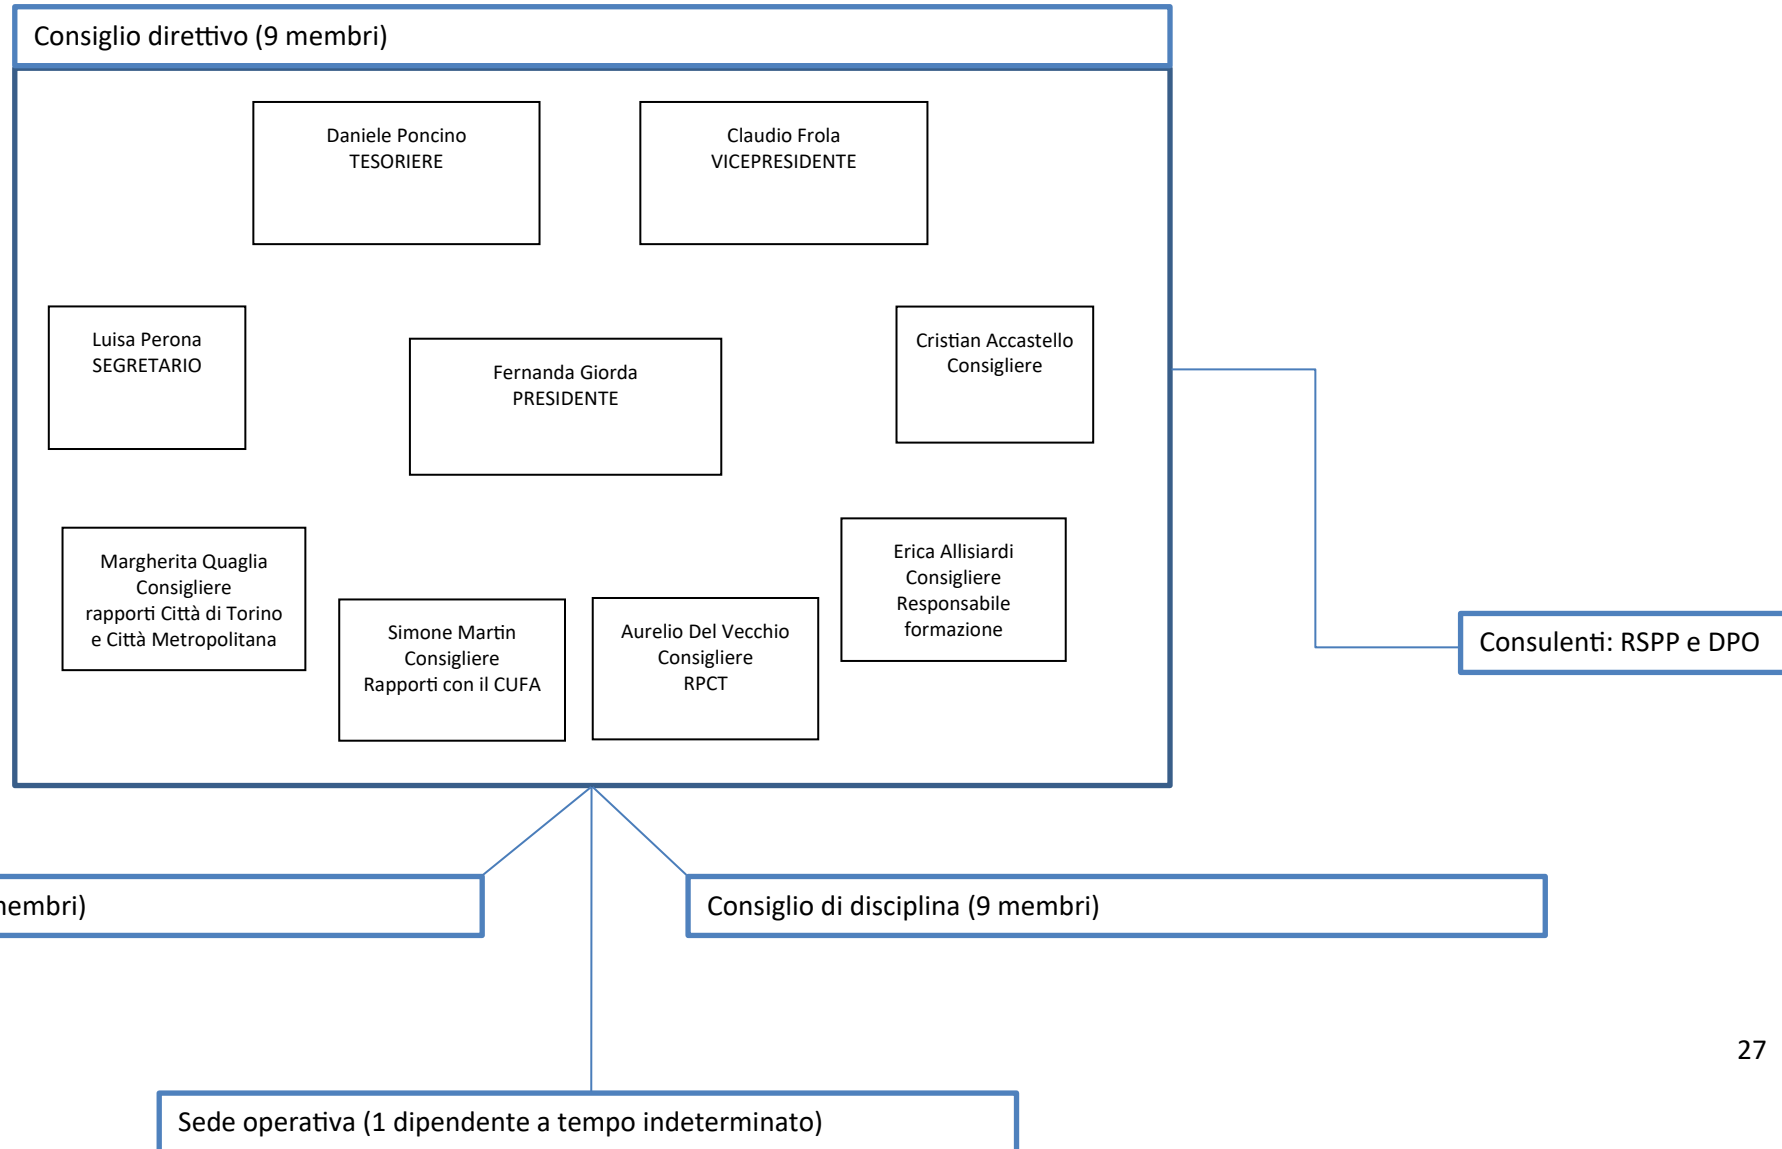 Consiglio direttivo (9 membri)
Daniele Poncino
TESORIERE
Claudio Frola
VICEPRESIDENTE
Luisa Perona
SEGRETARIO
Fernanda Giorda
PRESIDENTE
Cristian Accastello
Consigliere
Margherita Quaglia
Consigliere
rapporti Città di Torino
e Città Metropolitana
Simone Martin
Consigliere
Rapporti con il CUFA
Aurelio Del Vecchio
Consigliere
RPCT
Erica Allisiardi
Consigliere
Responsabile
formazione
Consulenti: RSPP e DPO
membri)
Consiglio di disciplina (9 membri)
27
Sede operativa (1 dipendente a tempo indeterminato)